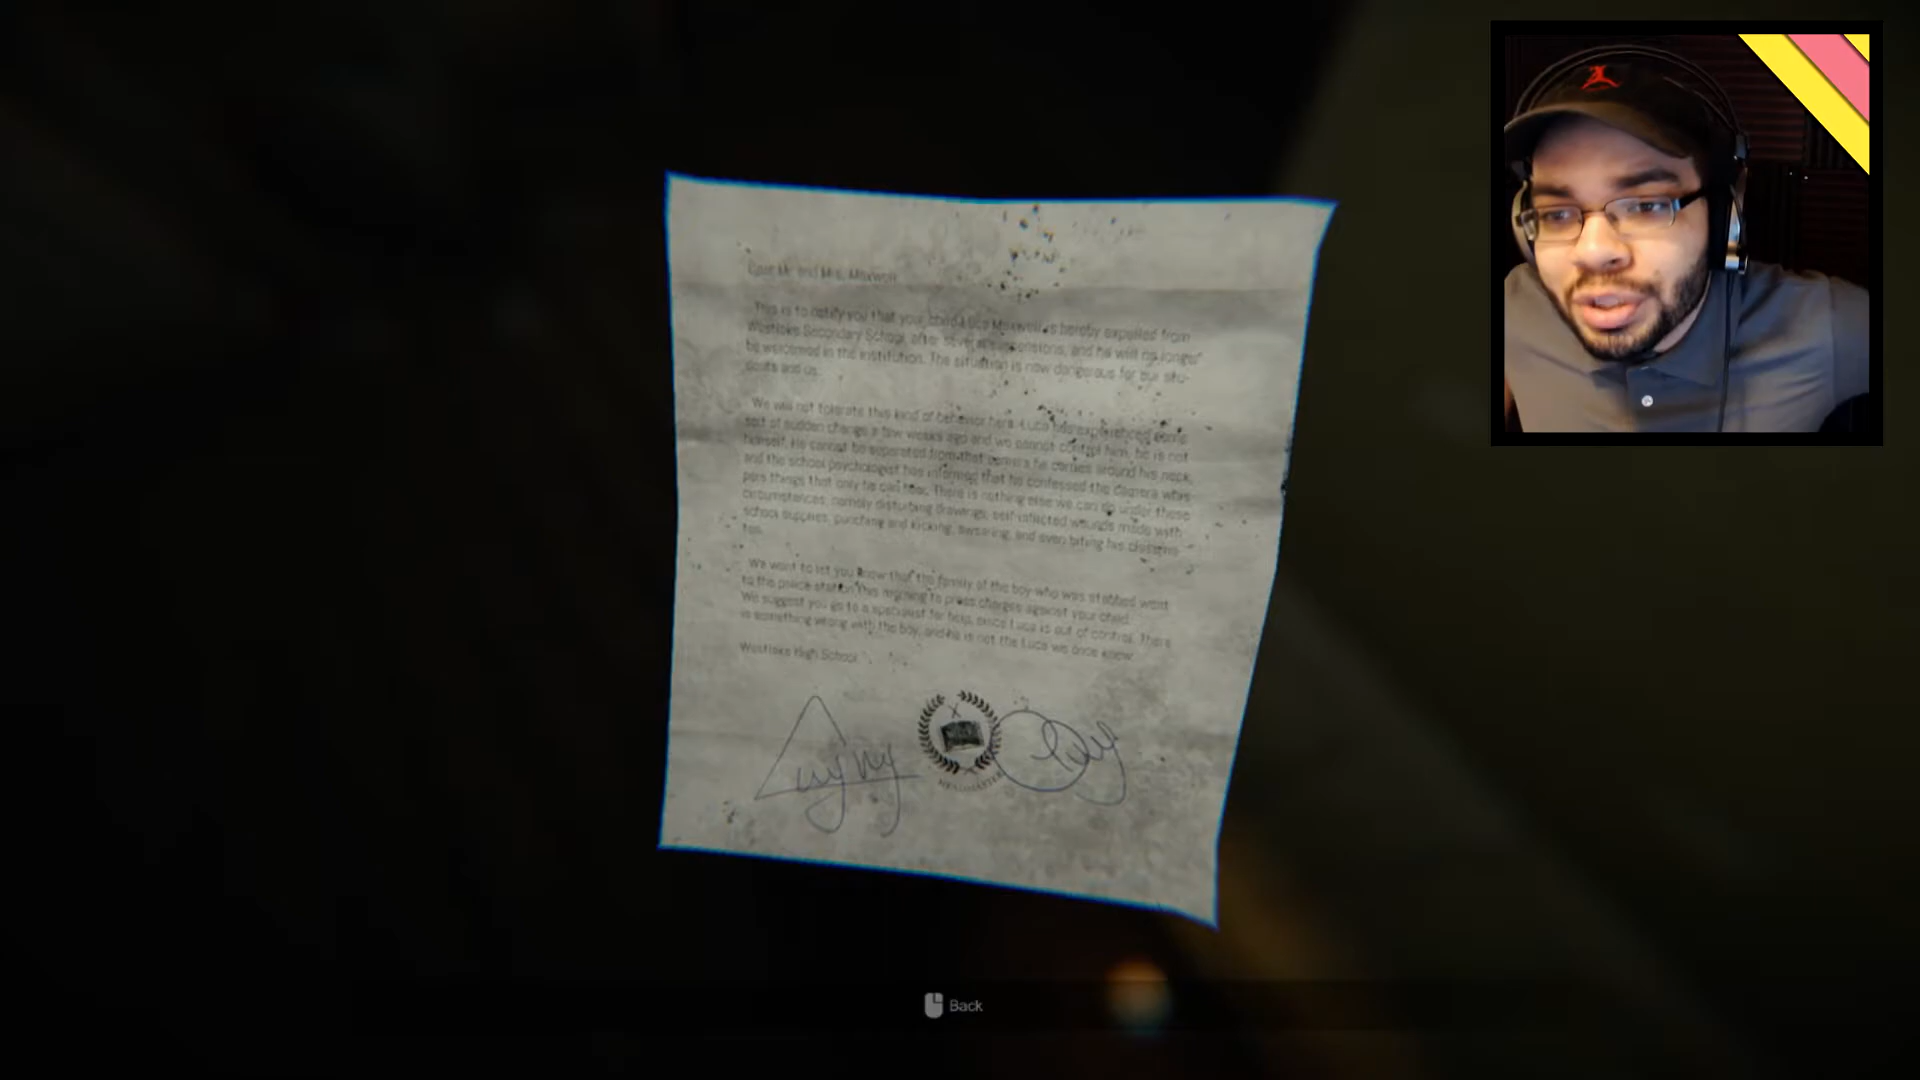 Dear Mr. and Mrs. Maxwell
This is to notify you that your child Luca Maxwell is hereby expelled from
Westlake Secondary School, after several suspensions, and he will no longer
be welcomed in the institution. The situation is now dangerous for our stu-
dents and us.
We will not tolerate this kind of behavior here. Luca has experienced some
sort of sudden change a few weeks ago and we cannot control him, he is not
himself. He cannot be separated from that camera he carries around his neck,
and the school psychologist has informed that he confessed the camera whis-
pers things that only he can hear. There is nothing else we can do under these
circumstances, namely disturbing drawings, self-inflicted wounds made with
school supplies, punching and kicking, swearing, and even biting his classma-
tes.
We want to let you know that the family of the boy who was stabbed went
to the police station this morning to press charges against your child.
We suggest you go to a specialist for help, since Luca is out of control. There
is something wrong with the boy, and he is not the Luca we once knew.
Westlake High School
HEADMASTER
Back